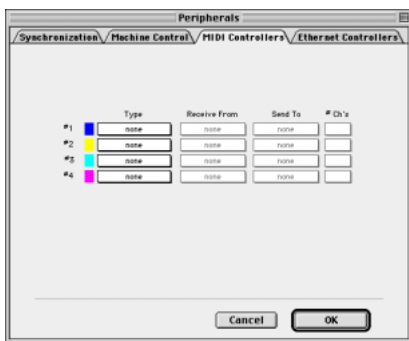 Peripherals
Synchronization Machine Control MIDI Controllers Ethernet Controllers
Type Receive From Send To # Ch's
#1 none none none
#2 none none none
#3 none none none
#4 none none none
Cancel OK